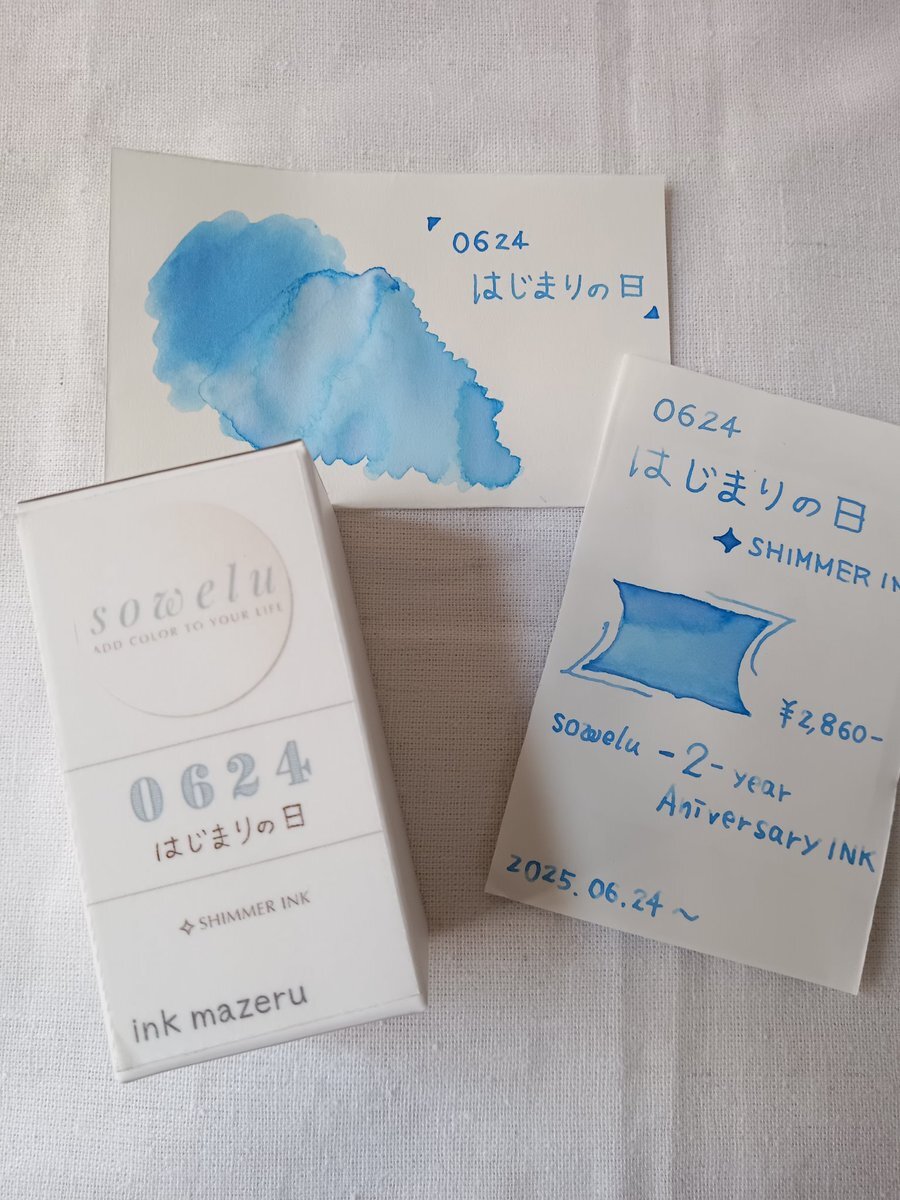 0624
はじまりの日
0624
はじまりの日
SHIMMER IN
¥2,860-
sowelu -2- year
Aniversary INK
2025.06.24～
sowelu
ADD COLOR TO YOUR LIFE
0624
はじまりの日
SHIMMER INK
ink mazeru